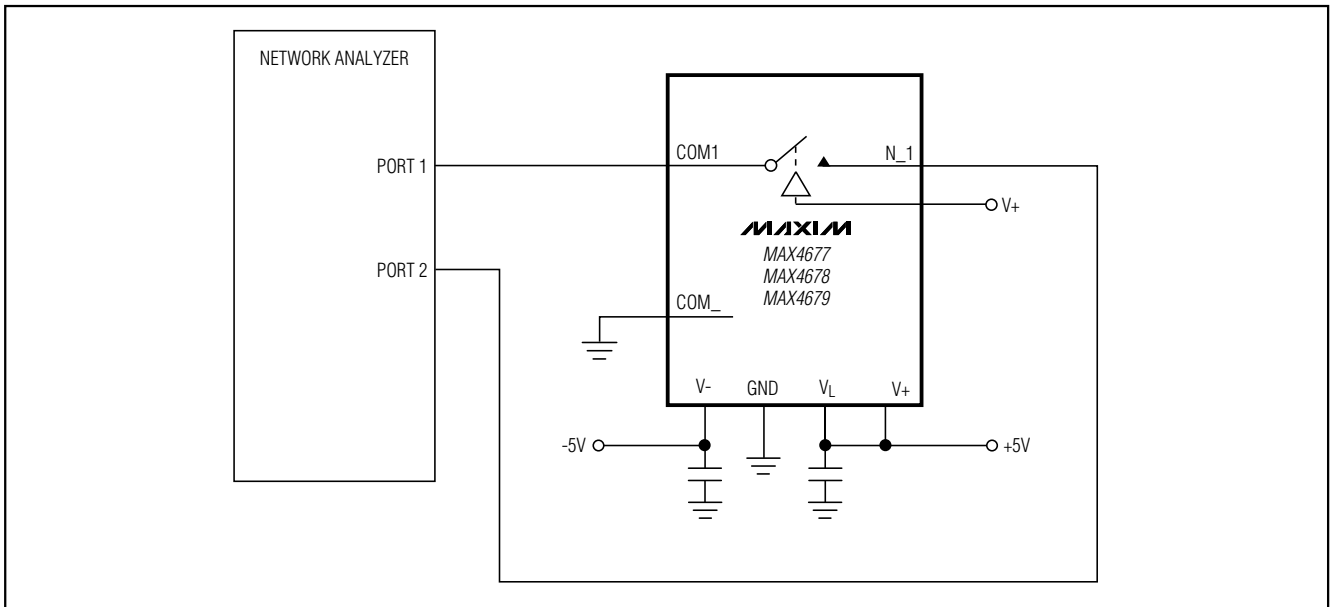 NETWORK ANALYZER
PORT 1
COM1
N_1
V+
MAXIM
MAX4677
MAX4678
MAX4679
PORT 2
COM_
V-
GND
VL
V+
-5V
+5V